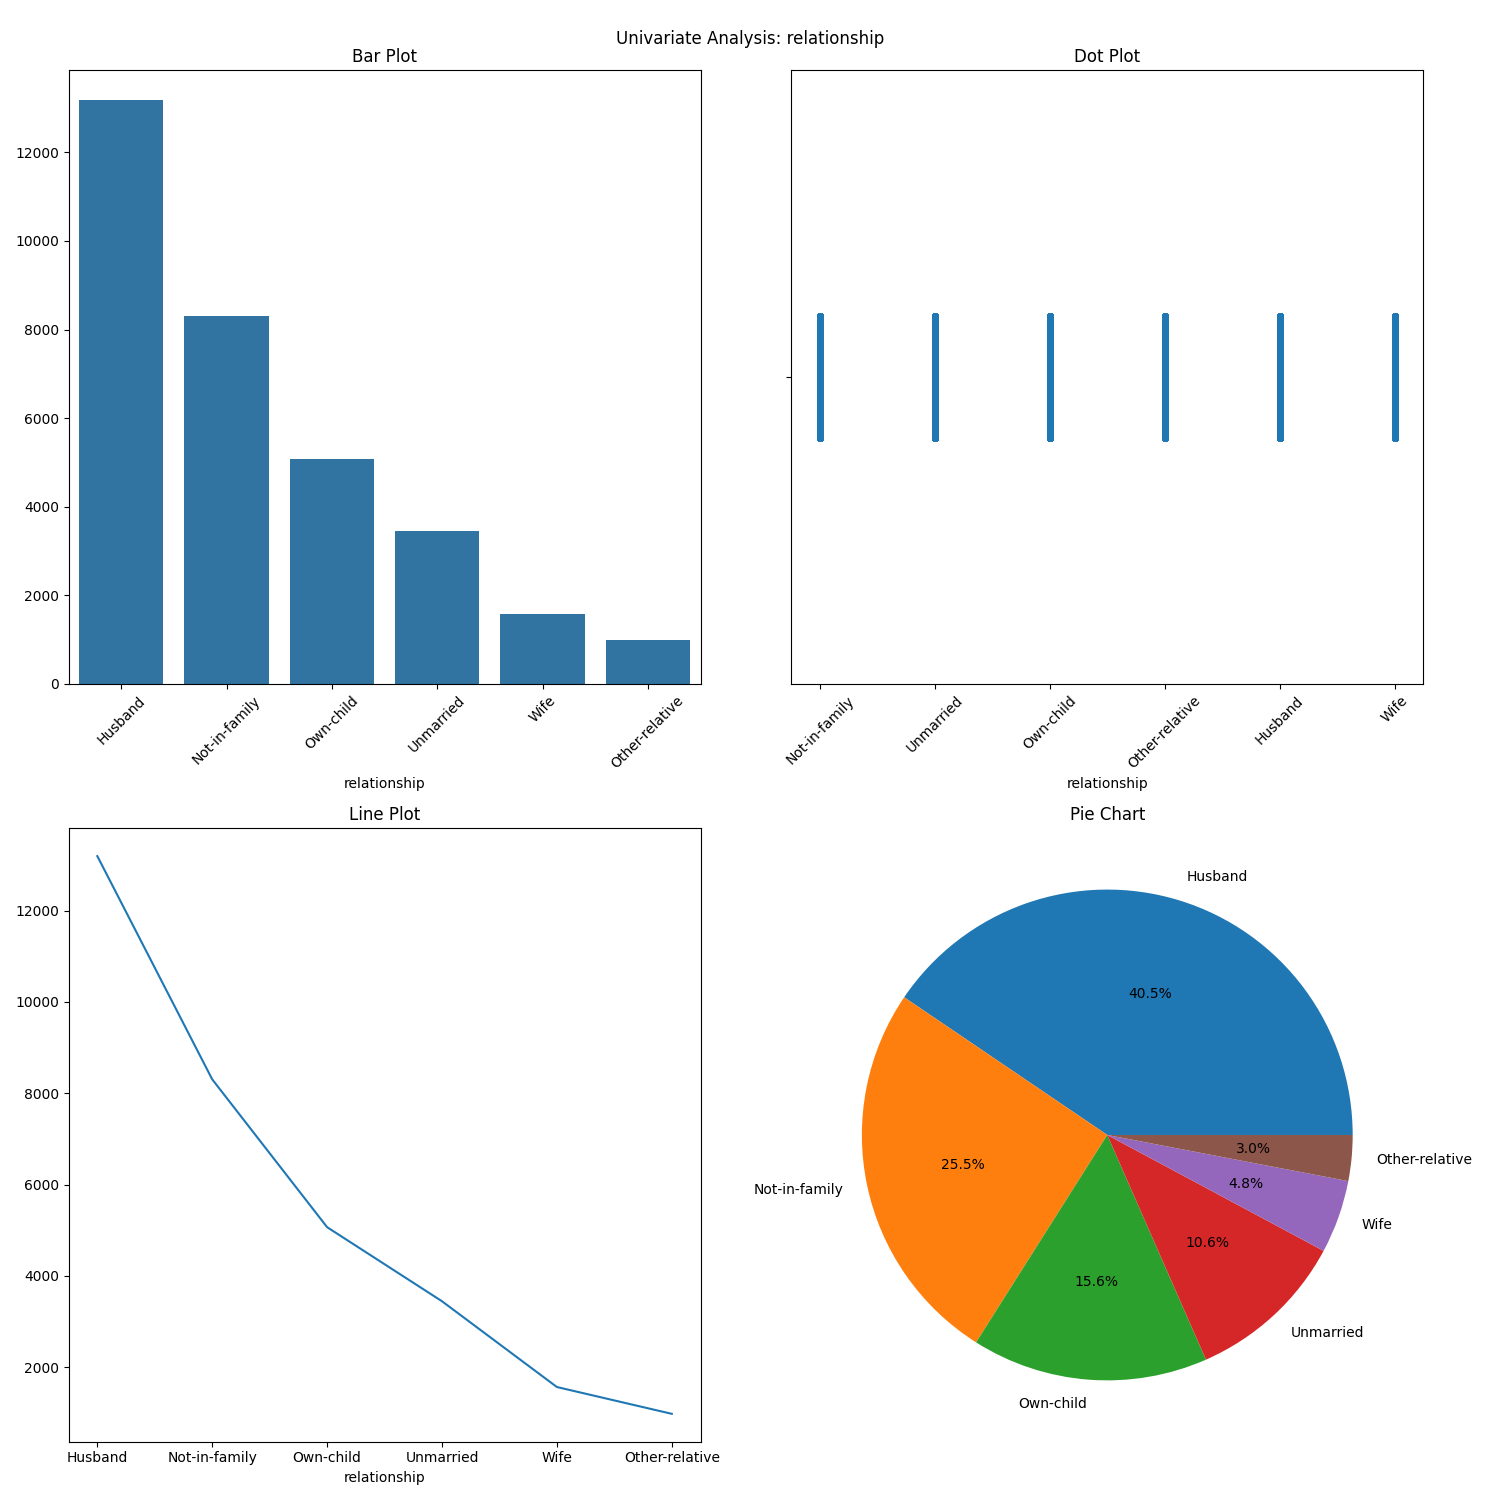 Univariate Analysis: relationship
Bar Plot
12000
10000
8000
6000
4000
2000
0
Husband
Not-in-family
Own-child
Unmarried
Wife
Other-relative
relationship
Dot Plot
Not-in-family
Unmarried
Own-child
Other-relative
Husband
Wife
relationship
Line Plot
12000
10000
8000
6000
4000
2000
Husband
Not-in-family
Own-child
Unmarried
Wife
Other-relative
relationship
Pie Chart
Husband
40.5%
Not-in-family
25.5%
Own-child
15.6%
Unmarried
10.6%
Wife
4.8%
Other-relative
3.0%